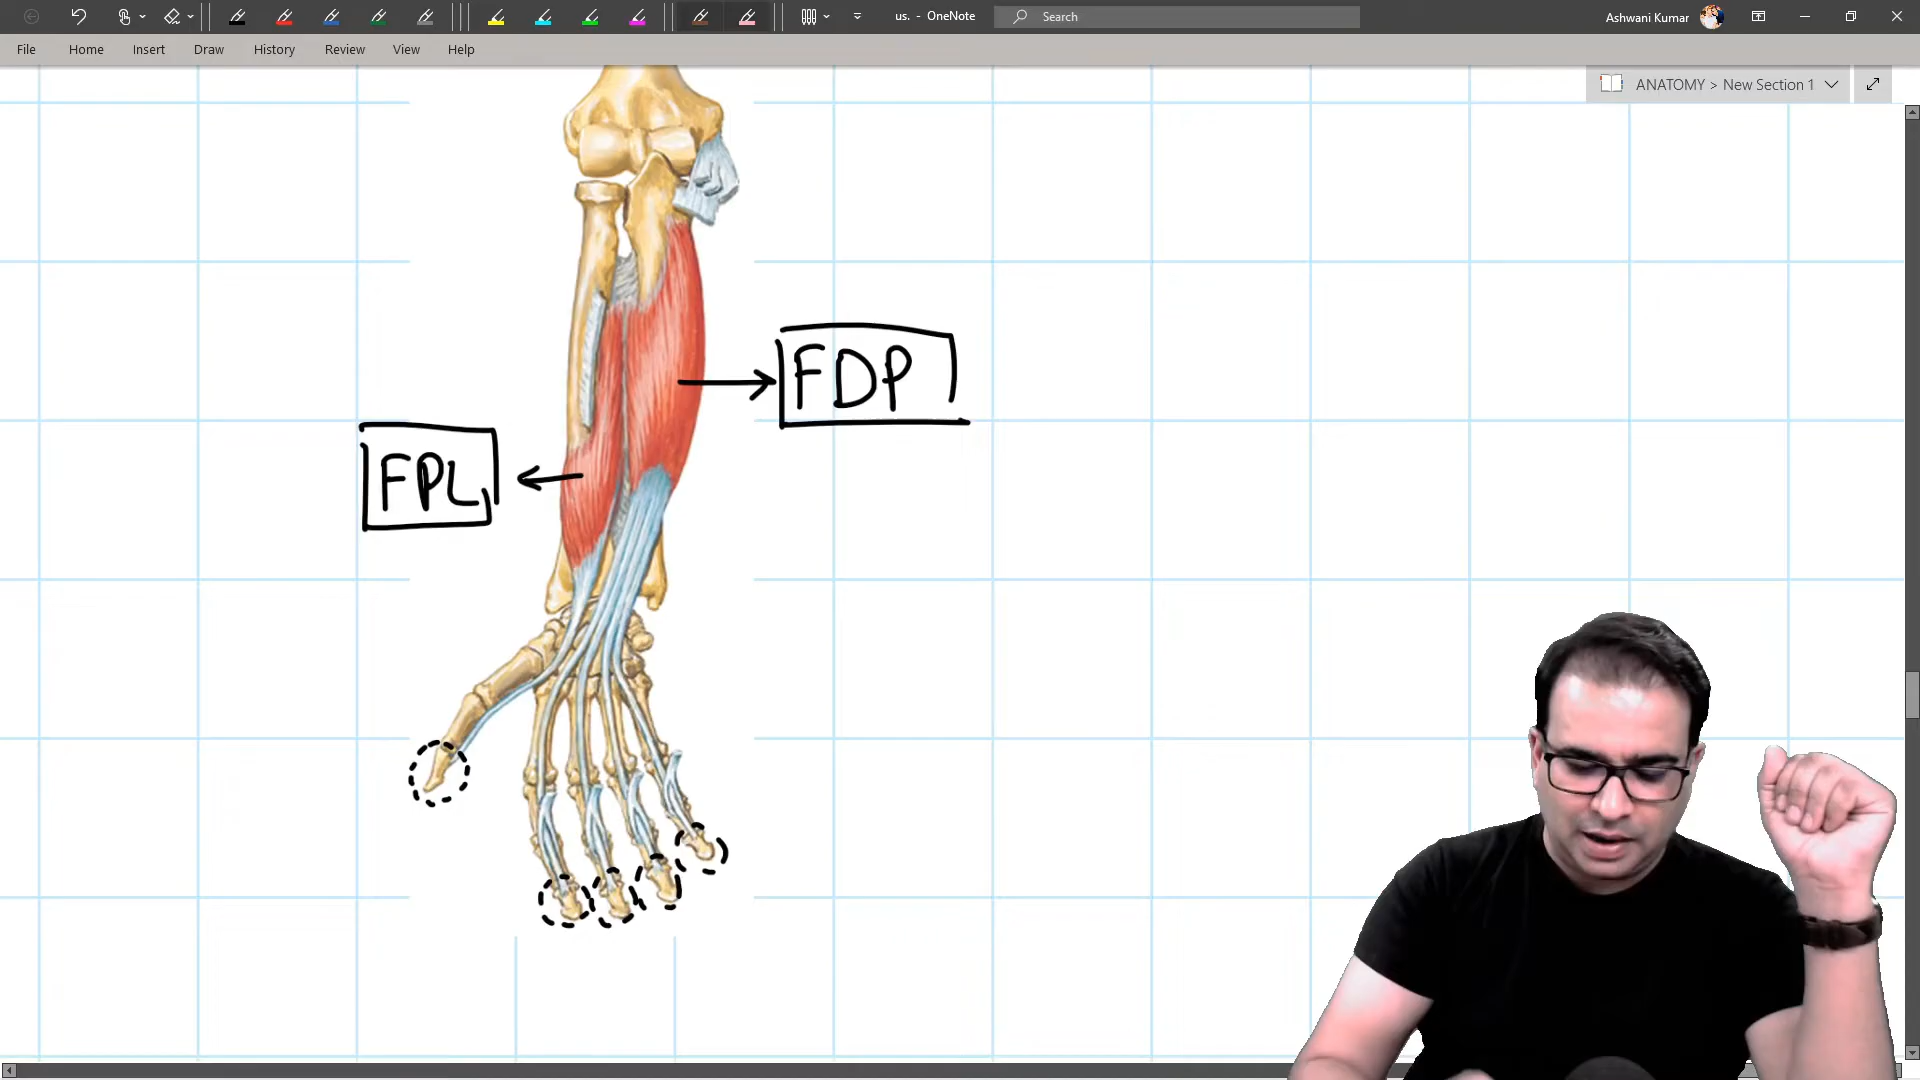 us. - OneNote
Search
Ashwani Kumar
File Home Insert Draw History Review View Help
ANATOMY > New Section 1
FDP
FPL